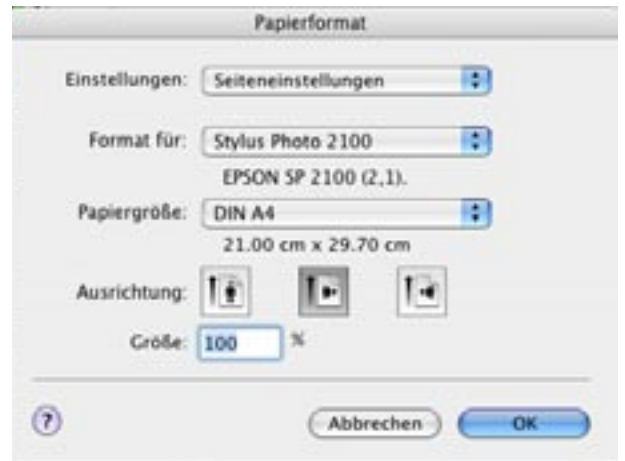 Papierformat
Einstellungen: Seiteneinstellungen
Format für: Stylus Photo 2100
EPSON SP 2100 (2,1).
Papiergröße: DIN A4
21.00 cm x 29.70 cm
Ausrichtung:
Größe: 100 %
? Abbrechen OK